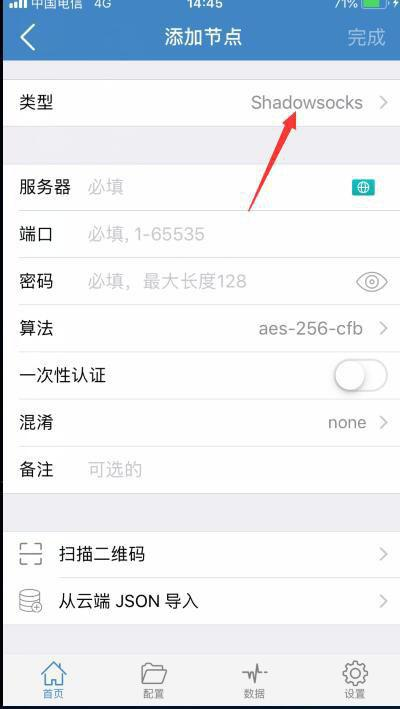 中国电信 4G 14:45 71%
添加节点 完成
类型 Shadowsocks
服务器 必填
端口 必填, 1-65535
密码 必填，最大长度128
算法 aes-256-cfb
一次性认证
混淆 none
备注 可选的
扫描二维码
从云端 JSON 导入
首页 配置 数据 设置